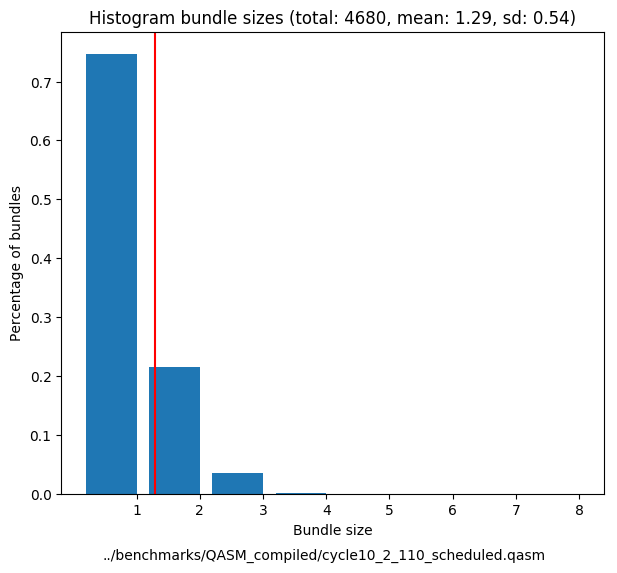 Histogram bundle sizes (total: 4680, mean: 1.29, sd: 0.54)
0.7
0.6
0.5
0.4
0.3
0.2
0.1
0.0
Percentage of bundles
1 2 3 4 5 6 7 8
Bundle size
../benchmarks/QASM_compiled/cycle10_2_110_scheduled.qasm